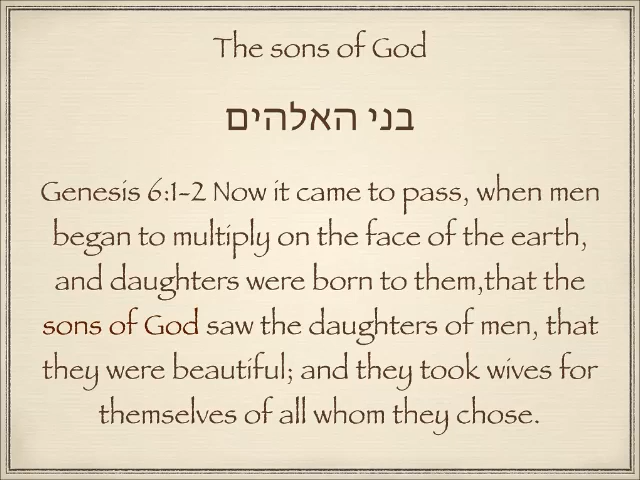 The sons of God
בני האלהים
Genesis 6:1-2 Now it came to pass, when men
began to multiply on the face of the earth,
and daughters were born to them,that the
sons of God saw the daughters of men, that
they were beautiful; and they took wives for
themselves of all whom they chose.